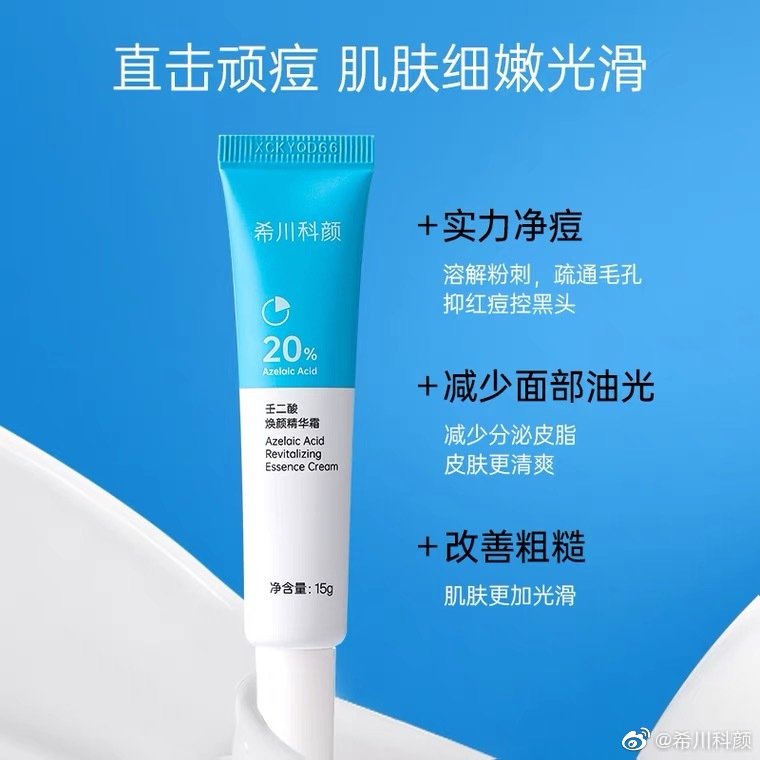 直击顽痘 肌肤细嫩光滑
XCKYOD66
希川科颜
20%
Azelaic Acid
壬二酸
焕颜精华霜
Azelaic Acid
Revitalizing
Essence Cream
净含量：15g
+实力净痘
溶解粉刺，疏通毛孔
抑红痘控黑头
+减少面部油光
减少分泌皮脂
皮肤更清爽
+改善粗糙
肌肤更加光滑
@希川科颜